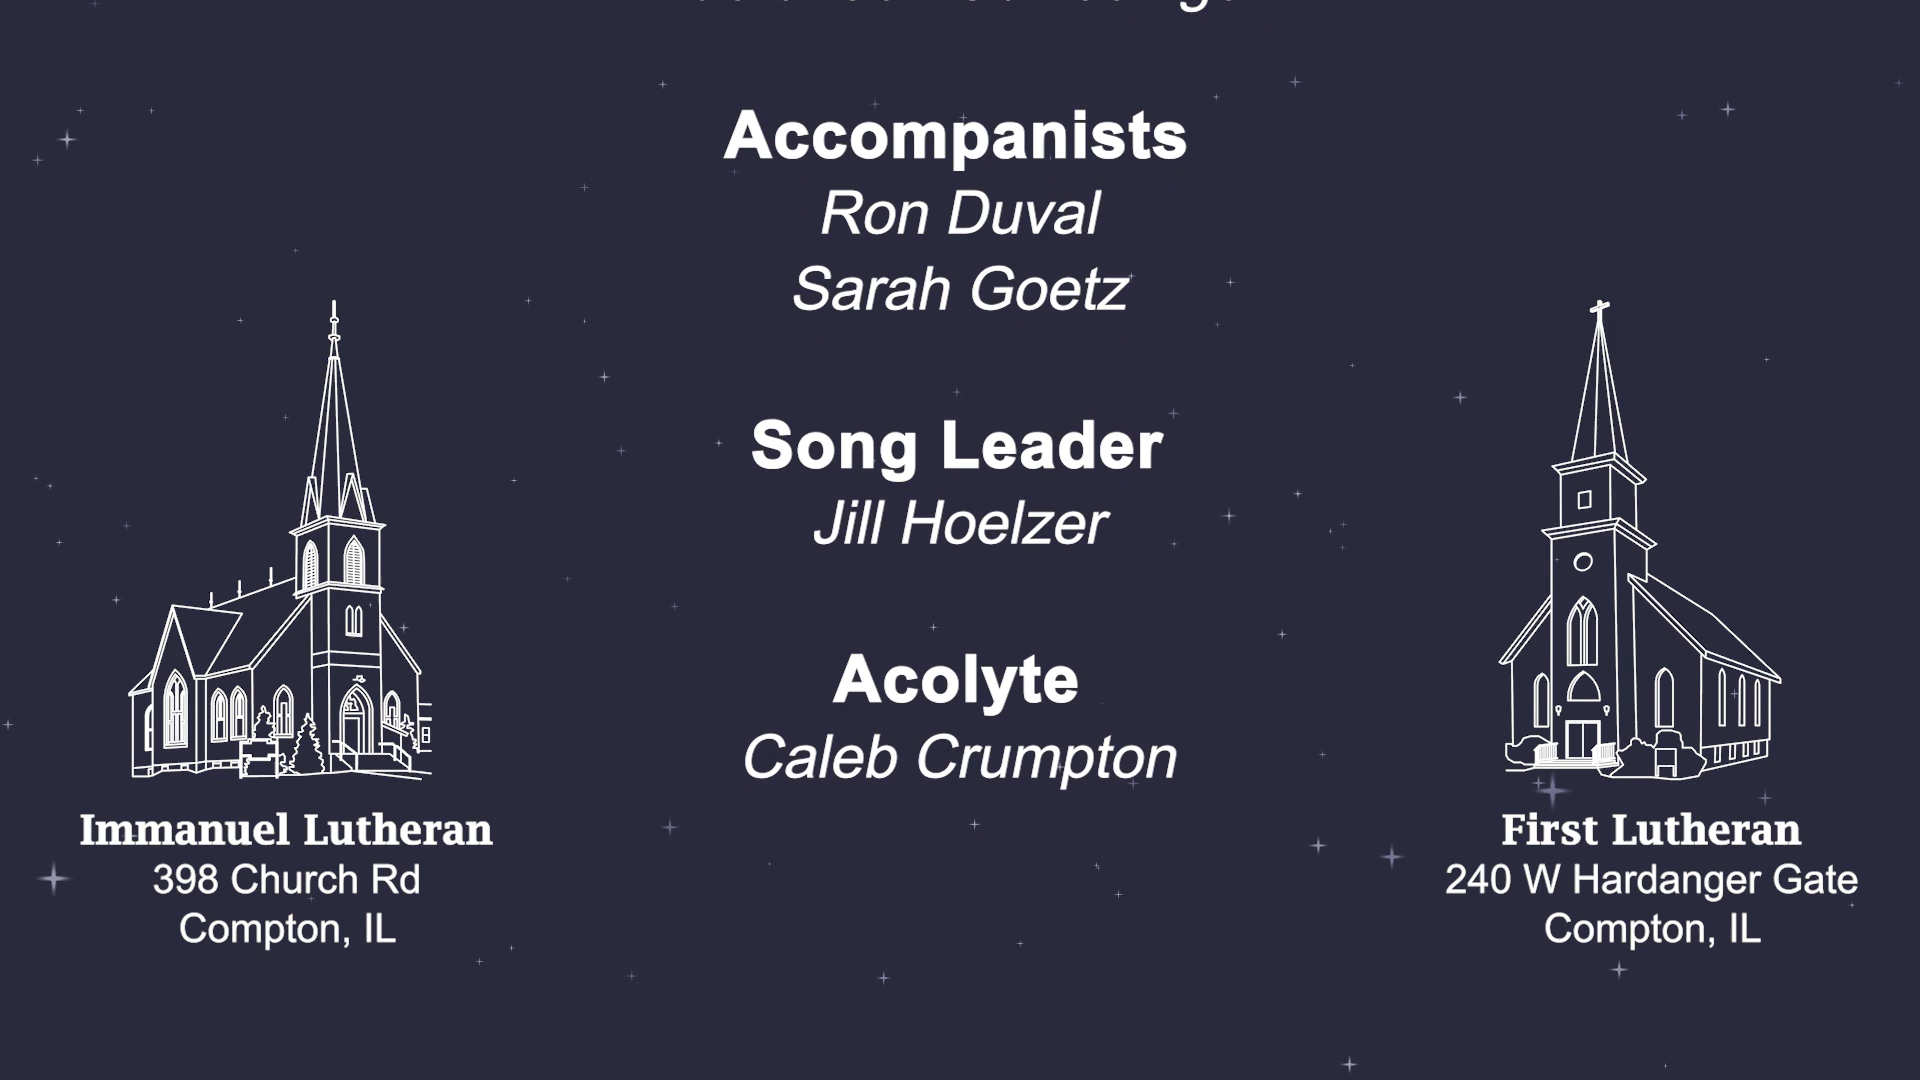 Accompanists
Ron Duval
Sarah Goetz
Song Leader
Jill Hoelzer
Acolyte
Caleb Crumpton
Immanuel Lutheran
398 Church Rd
Compton, IL
First Lutheran
240 W Hardanger Gate
Compton, IL